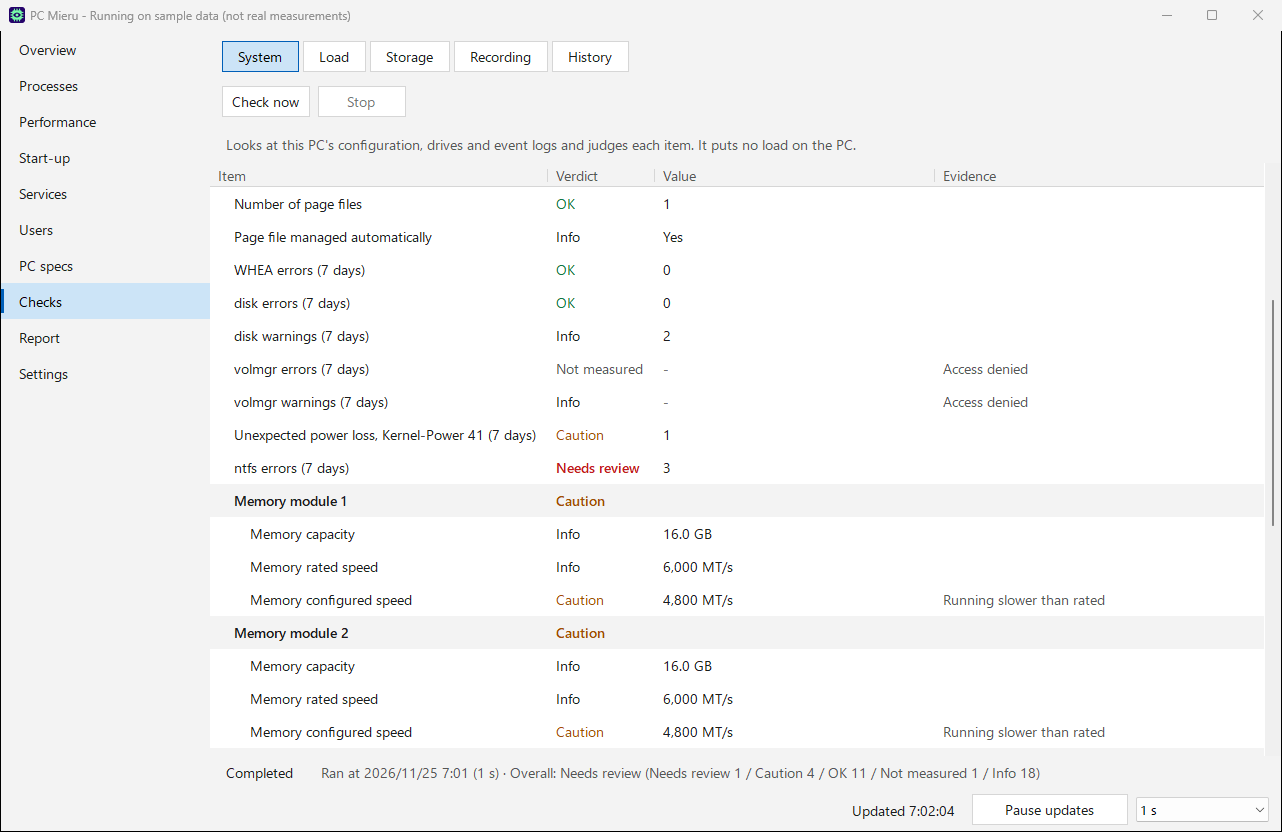 PC Mieru - Running on sample data (not real measurements)
Overview
Processes
Performance
Start-up
Services
Users
PC specs
Checks
Report
Settings
System Load Storage Recording History
Check now Stop
Looks at this PC's configuration, drives and event logs and judges each item. It puts no load on the PC.
Item Verdict Value Evidence
Number of page files OK 1
Page file managed automatically Info Yes
WHEA errors (7 days) OK 0
disk errors (7 days) OK 0
disk warnings (7 days) Info 2
volmgr errors (7 days) Not measured - Access denied
volmgr warnings (7 days) Info - Access denied
Unexpected power loss, Kernel-Power 41 (7 days) Caution 1
ntfs errors (7 days) Needs review 3
Memory module 1 Caution
Memory capacity Info 16.0 GB
Memory rated speed Info 6,000 MT/s
Memory configured speed Caution 4,800 MT/s Running slower than rated
Memory module 2 Caution
Memory capacity Info 16.0 GB
Memory rated speed Info 6,000 MT/s
Memory configured speed Caution 4,800 MT/s Running slower than rated
Completed Ran at 2026/11/25 7:01 (1 s) · Overall: Needs review (Needs review 1 / Caution 4 / OK 11 / Not measured 1 / Info 18)
Updated 7:02:04 Pause updates 1 s